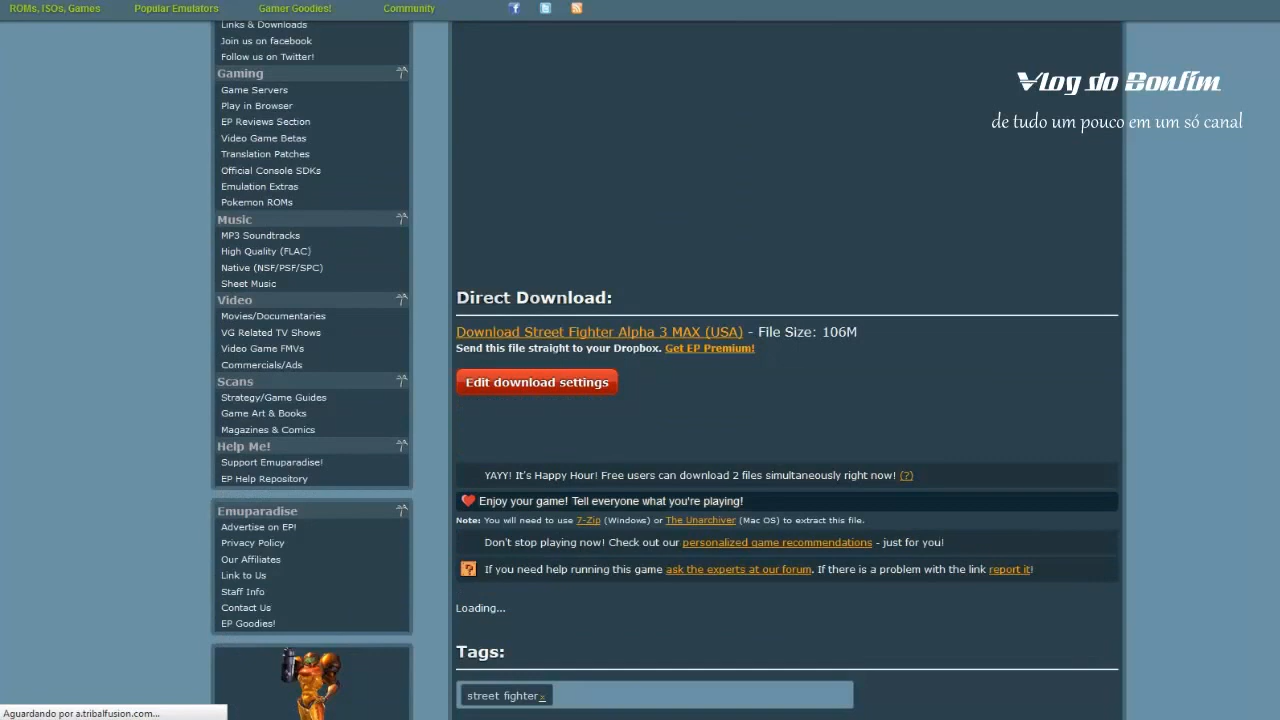 ROMs, ISOs, Games
Popular Emulators
Gamer Goodies!
Community
Links & Downloads
Join us on facebook
Follow us on Twitter!
Gaming
Game Servers
Play in Browser
EP Reviews Section
Video Game Betas
Translation Patches
Official Console SDKs
Emulation Extras
Pokemon ROMs
Music
MP3 Soundtracks
High Quality (FLAC)
Native (NSF/PSF/SPC)
Sheet Music
Video
Movies/Documentaries
VG Related TV Shows
Video Game FMVs
Commercials/Ads
Scans
Strategy/Game Guides
Game Art & Books
Magazines & Comics
Help Me!
Support Emuparadise!
EP Help Repository
Emuparadise
Advertise on EP!
Privacy Policy
Our Affiliates
Link to Us
Staff Info
Contact Us
EP Goodies!
Vlog do Bonfim
de tudo um pouco em um só canal
Direct Download:
Download Street Fighter Alpha 3 MAX (USA) - File Size: 106M
Send this file straight to your Dropbox. Get EP Premium!
Edit download settings
YAYY! It's Happy Hour! Free users can download 2 files simultaneously right now! (?)
Enjoy your game! Tell everyone what you're playing!
Note: You will need to use 7-Zip (Windows) or The Unarchiver (Mac OS) to extract this file.
Don't stop playing now! Check out our personalized game recommendations - just for you!
If you need help running this game ask the experts at our forum. If there is a problem with the link report it!
Loading...
Tags:
street fighter x
Aguardando por a.tribalfusion.com...